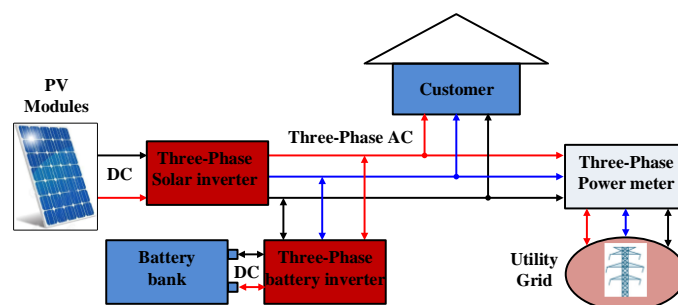 PV
Modules
Customer
Three-Phase AC
DC
Three-Phase
Solar inverter
Three-Phase
Power meter
Battery
bank
DC
Three-Phase
battery inverter
Utility
Grid